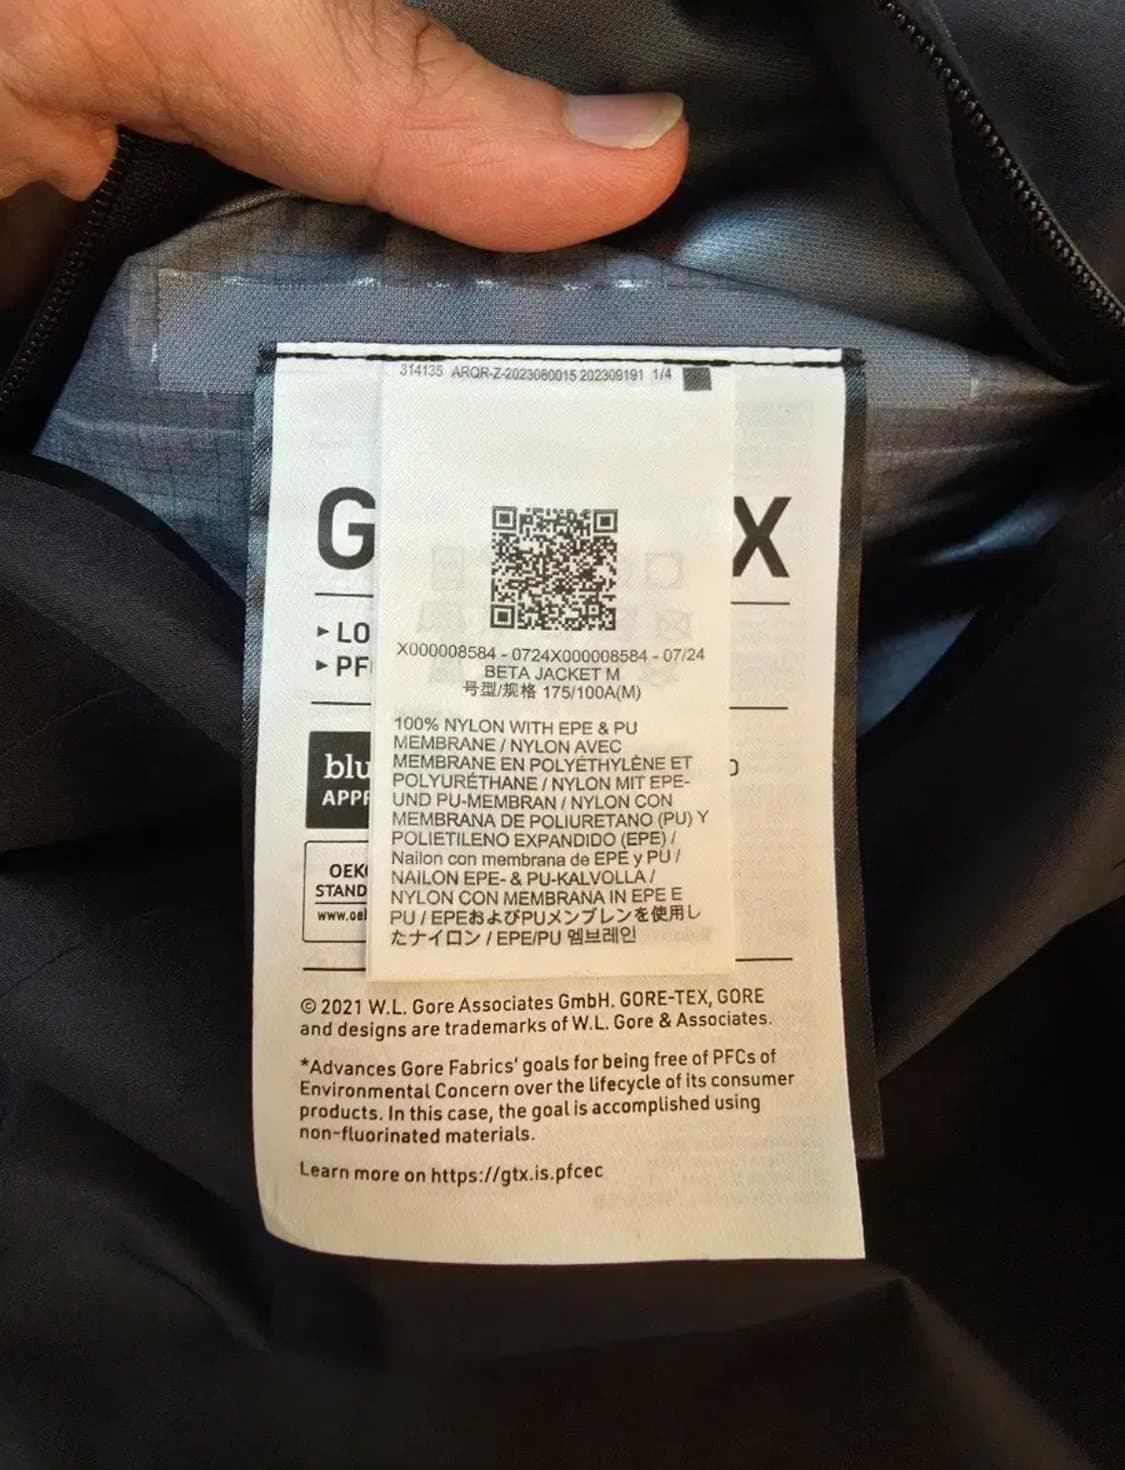 314135 ARQR-Z-2023080015 202309191 1/4
G X
X000008584 - 0724X000008584 - 07/24
BETA JACKET M
号型/规格 175/100A(M)
100% NYLON WITH EPE & PU
MEMBRANE / NYLON AVEC
MEMBRANE EN POLYÉTHYLÈNE ET
POLYURÉTHANE / NYLON MIT EPE-
UND PU-MEMBRAN / NYLON CON
MEMBRANA DE POLIURETANO (PU) Y
POLIETILENO EXPANDIDO (EPE) /
Nailon con membrana de EPE y PU /
NAILON EPE- & PU-KALVOLLA /
NYLON CON MEMBRANA IN EPE E
PU / EPEおよびPUメンブレンを使用し
たナイロン / EPE/PU 멤브레인
▸ LO
▸ PF
blu
APP
OEK
STAND
www.oe
© 2021 W.L. Gore Associates GmbH. GORE-TEX, GORE
and designs are trademarks of W.L. Gore & Associates.
*Advances Gore Fabrics' goals for being free of PFCs of
Environmental Concern over the lifecycle of its consumer
products. In this case, the goal is accomplished using
non-fluorinated materials.
Learn more on https://gtx.is.pfcec